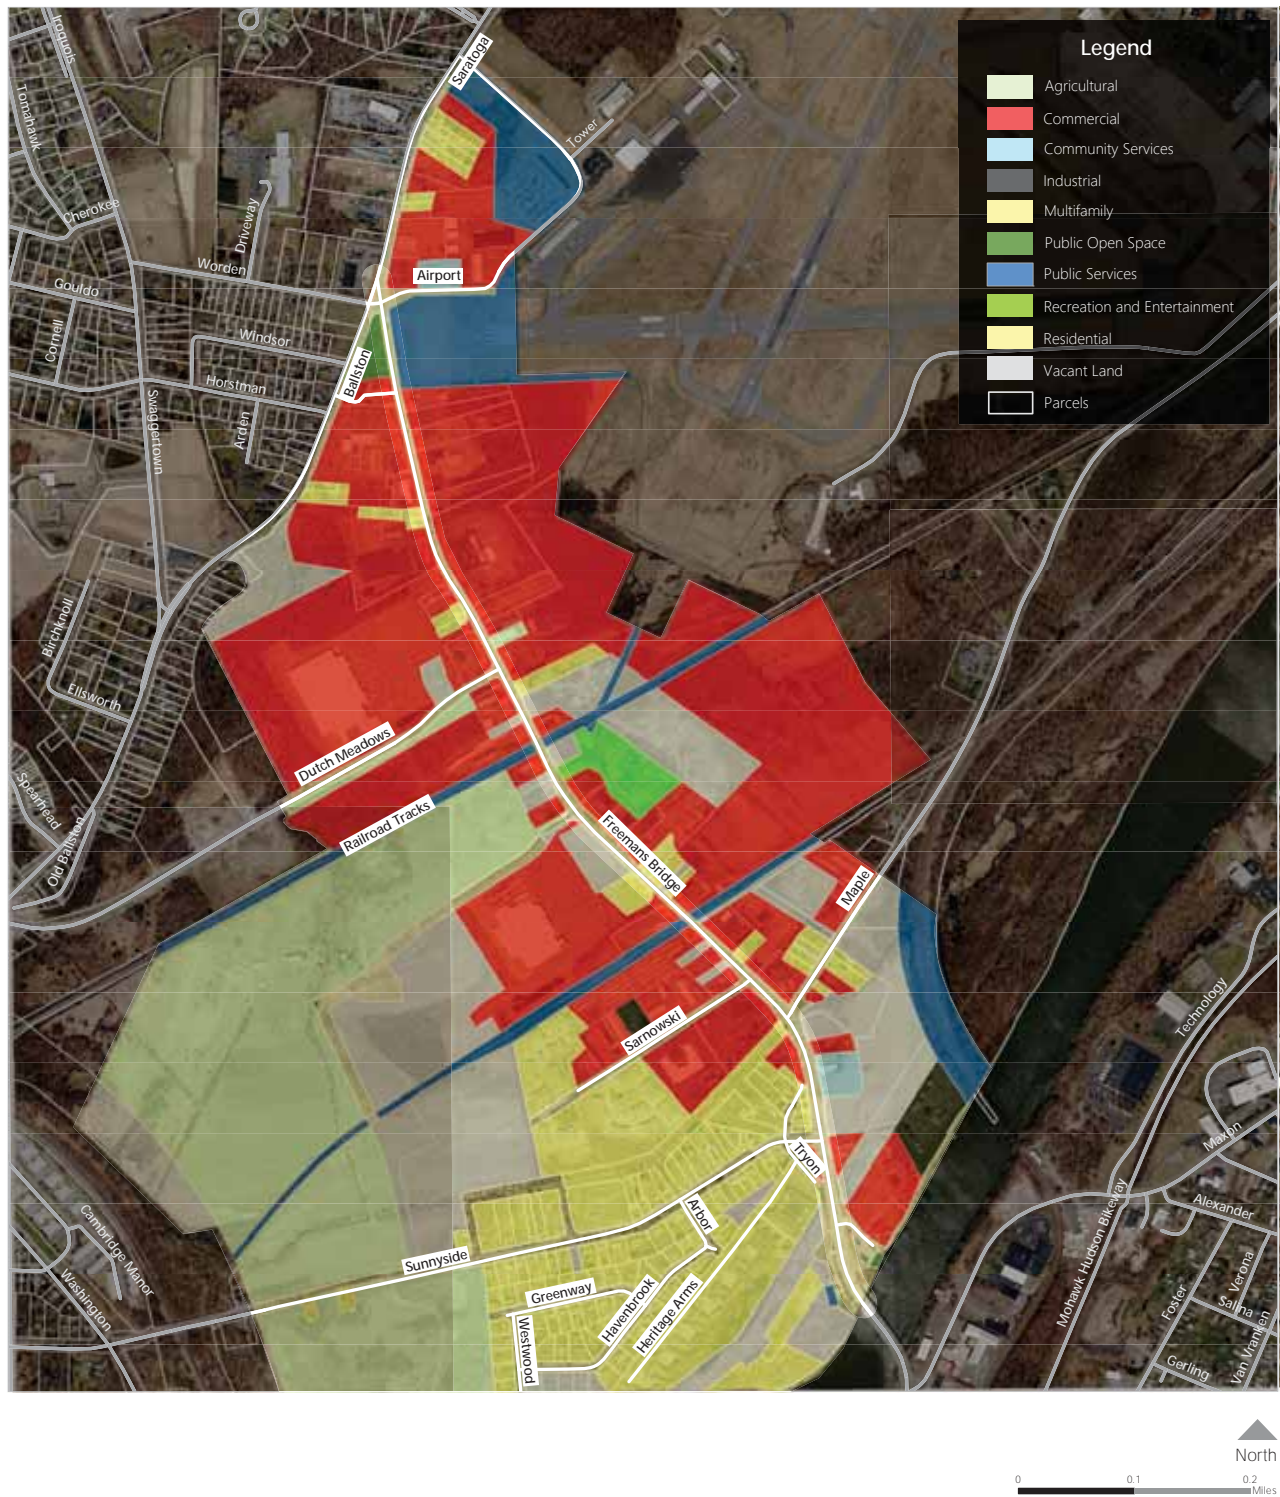 Legend
Agricultural
Commercial
Community Services
Industrial
Multifamily
Public Open Space
Public Services
Recreation and Entertainment
Residential
Vacant Land
Parcels
Iroquois
Saratoga
Tomahawk
Tower
Cherokee
Driveway
Worden
Airport
Gouldo
Cornell
Windsor
Ballston
Horstman
Swaggertown
Arden
Birchknoll
Ellsworth
Dutch Meadows
Spearhead
Railroad Tracks
Old Ballston
Freemans Bridge
Maple
Technology
Sarnowski
Maxon
Tryon
Arbor
Alexander
Cambridge Manor
Mohawk Hudson Bikeway
Sunnyside
Washington
Greenway
Havenbrook
Heritage Arms
Westwood
Verona
Foster
Salina
Van Vranken
Gerling
North
0 0.1 0.2
Miles